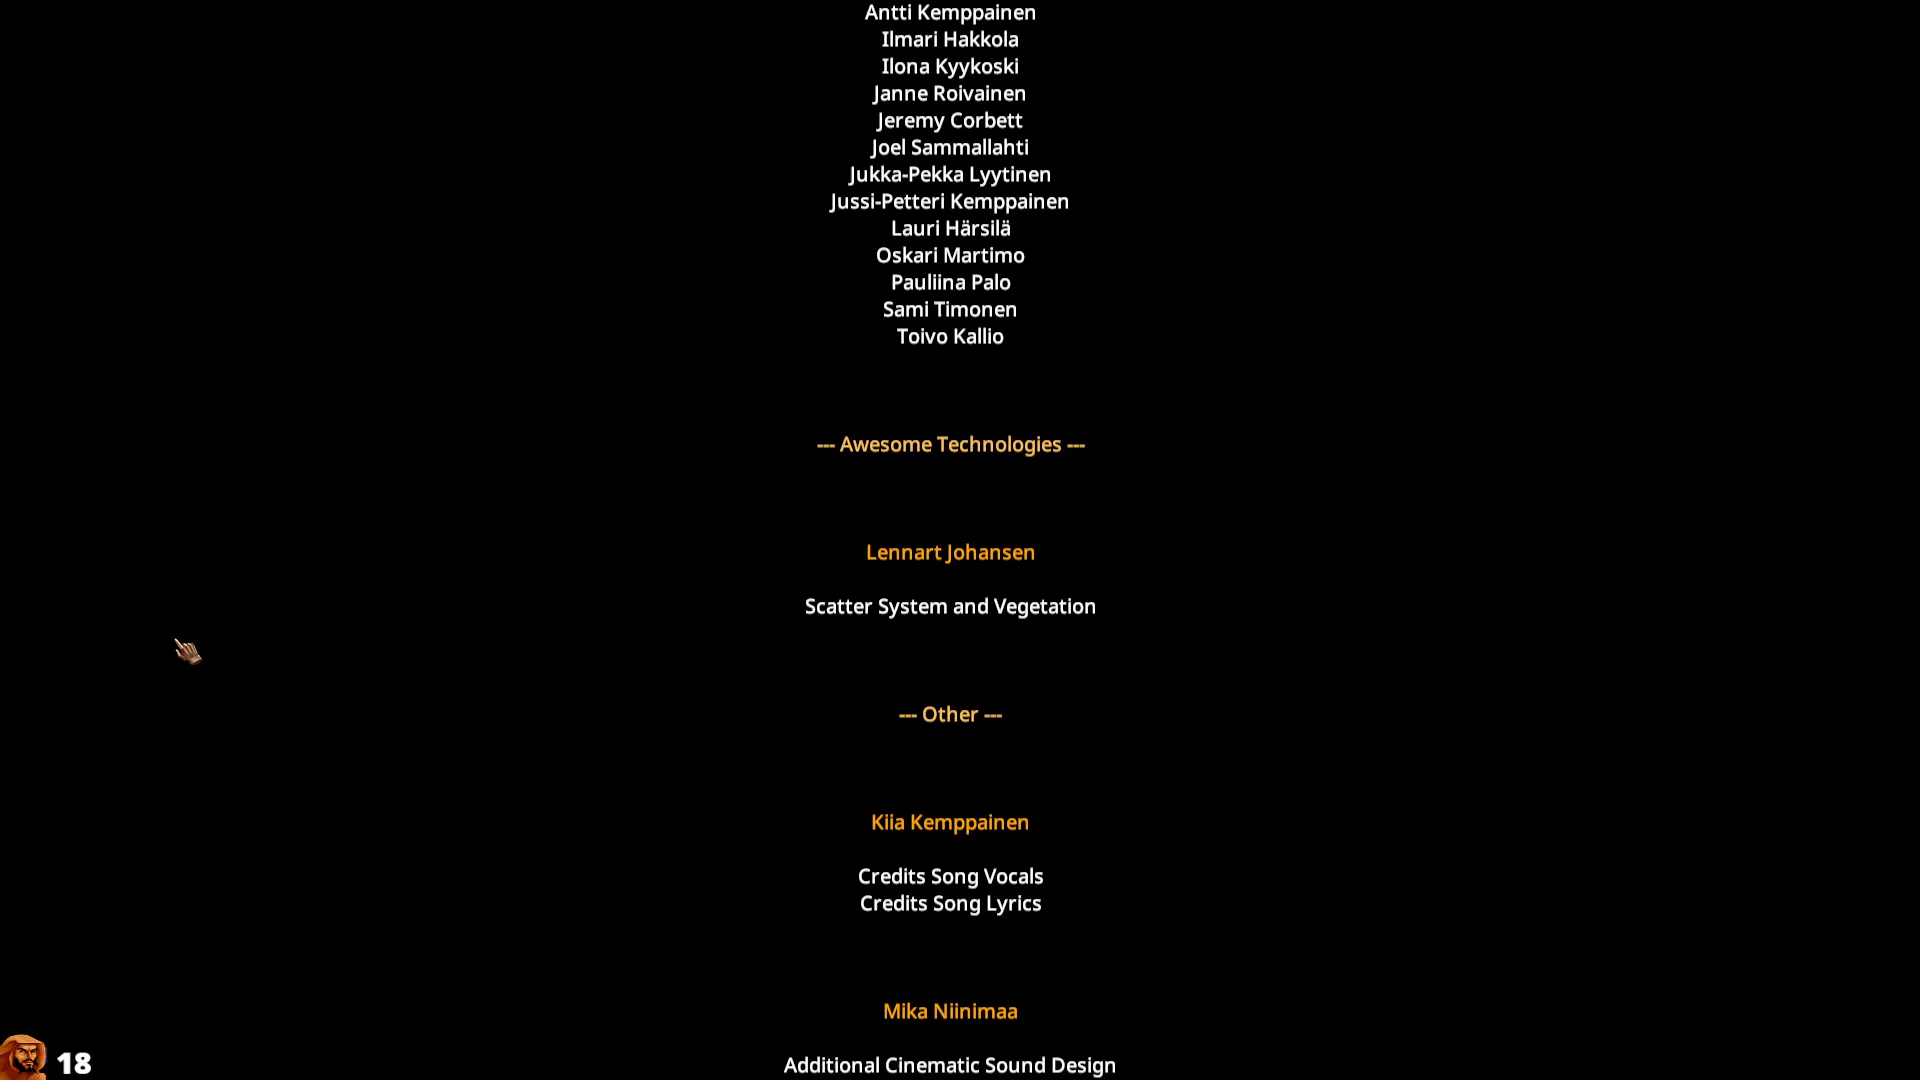 Antti Kemppainen
Ilmari Hakkola
Ilona Kyykoski
Janne Roivainen
Jeremy Corbett
Joel Sammallahti
Jukka-Pekka Lyytinen
Jussi-Petteri Kemppainen
Lauri Härsilä
Oskari Martimo
Pauliina Palo
Sami Timonen
Toivo Kallio
--- Awesome Technologies ---
Lennart Johansen
Scatter System and Vegetation
--- Other ---
Kiia Kemppainen
Credits Song Vocals
Credits Song Lyrics
Mika Niinimaa
Additional Cinematic Sound Design
18